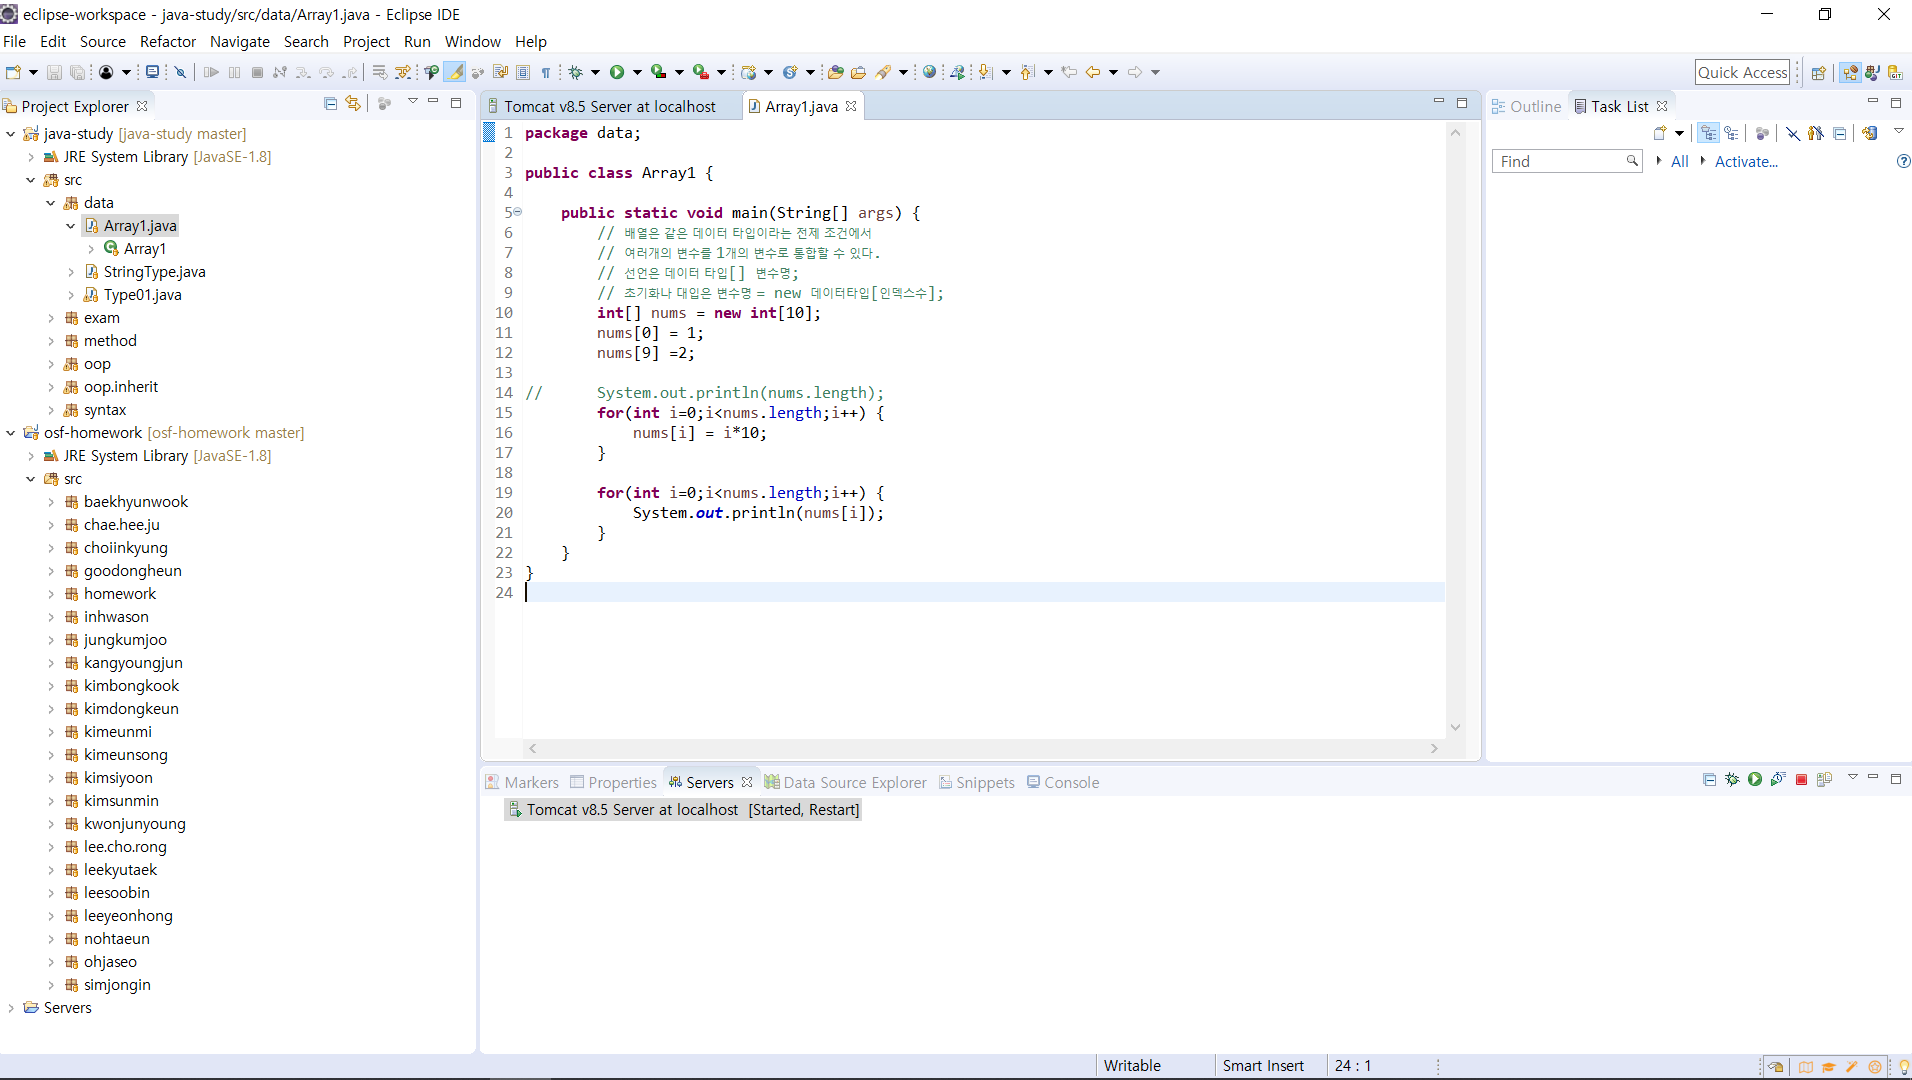 eclipse-workspace - java-study/src/data/Array1.java - Eclipse IDE
File Edit Source Refactor Navigate Search Project Run Window Help
Quick Access
Project Explorer
java-study [java-study master]
JRE System Library [JavaSE-1.8]
src
data
Array1.java
Array1
StringType.java
Type01.java
exam
method
oop
oop.inherit
syntax
osf-homework [osf-homework master]
JRE System Library [JavaSE-1.8]
src
baekhyunwook
chae.hee.ju
choiinkyung
goodongheun
homework
inhwason
jungkumjoo
kangyoungjun
kimbongkook
kimdongkeun
kimeunmi
kimeunsong
kimsiyoon
kimsunmin
kwonjunyoung
lee.cho.rong
leekyutaek
leesoobin
leeyeonhong
nohtaeun
ohjaseo
simjongin
Servers
Tomcat v8.5 Server at localhost Array1.java
1 package data;
2
3 public class Array1 {
4
5 public static void main(String[] args) {
6 // 배열은 같은 데이터 타입이라는 전제 조건에서
7 // 여러개의 변수를 1개의 변수로 통합할 수 있다.
8 // 선언은 데이터 타입[] 변수명;
9 // 초기화나 대입은 변수명 = new 데이터타입[인덱스수];
10 int[] nums = new int[10];
11 nums[0] = 1;
12 nums[9] =2;
13
14 // System.out.println(nums.length);
15 for(int i=0;i<nums.length;i++) {
16 nums[i] = i*10;
17 }
18
19 for(int i=0;i<nums.length;i++) {
20 System.out.println(nums[i]);
21 }
22 }
23 }
24
Outline Task List
Find All Activate...
Markers Properties Servers Data Source Explorer Snippets Console
Tomcat v8.5 Server at localhost [Started, Restart]
Writable Smart Insert 24 : 1